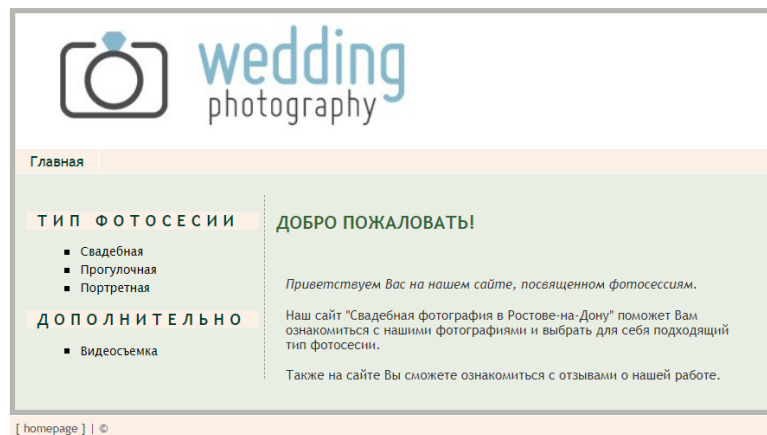 wedding
photography
Главная
ТИП ФОТОСЕСИИ
Свадебная
Прогулочная
Портретная
ДОПОЛНИТЕЛЬНО
Видеосъемка
ДОБРО ПОЖАЛОВАТЬ!
Приветствуем Вас на нашем сайте, посвященном фотосессиям.
Наш сайт "Свадебная фотография в Ростове-на-Дону" поможет Вам
ознакомиться с нашими фотографиями и выбрать для себя подходящий
тип фотосесии.
Также на сайте Вы сможете ознакомиться с отзывами о нашей работе.
[ homepage ] | ©